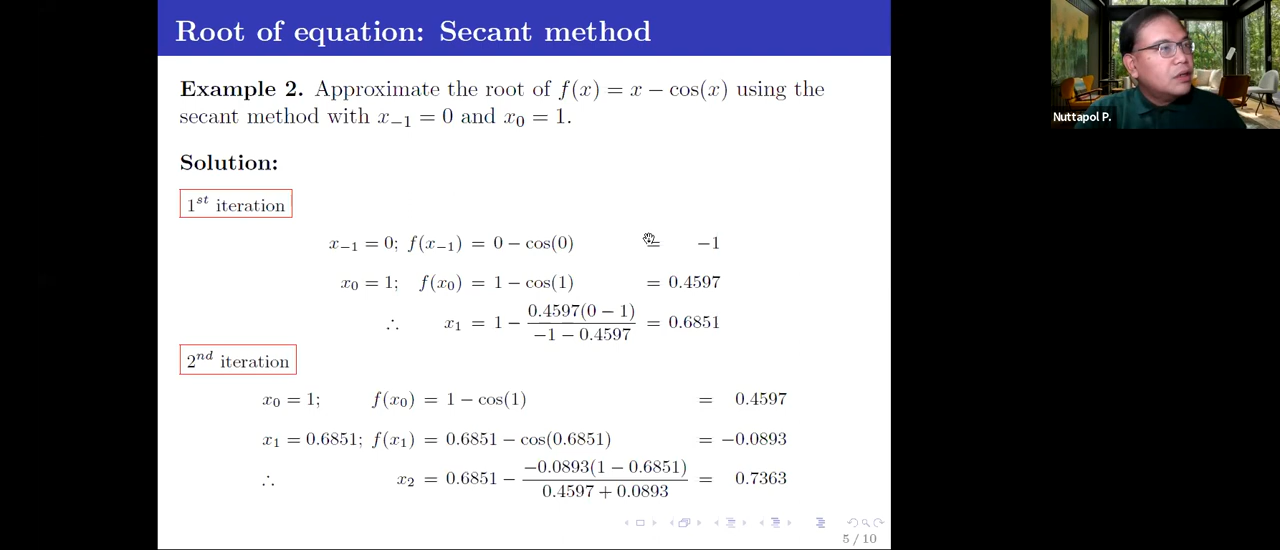 Root of equation: Secant method
Example 2. Approximate the root of f(x) = x − cos(x) using the
secant method with x₋₁ = 0 and x₀ = 1.
Solution:
1ˢᵗ iteration
x₋₁ = 0; f(x₋₁) = 0 − cos(0) = −1
x₀ = 1; f(x₀) = 1 − cos(1) = 0.4597
∴ x₁ = 1 − 0.4597(0 − 1) / −1 − 0.4597 = 0.6851
2ⁿᵈ iteration
x₀ = 1; f(x₀) = 1 − cos(1) = 0.4597
x₁ = 0.6851; f(x₁) = 0.6851 − cos(0.6851) = −0.0893
∴ x₂ = 0.6851 − −0.0893(1 − 0.6851) / 0.4597 + 0.0893 = 0.7363
5 / 10
Nuttapol P.